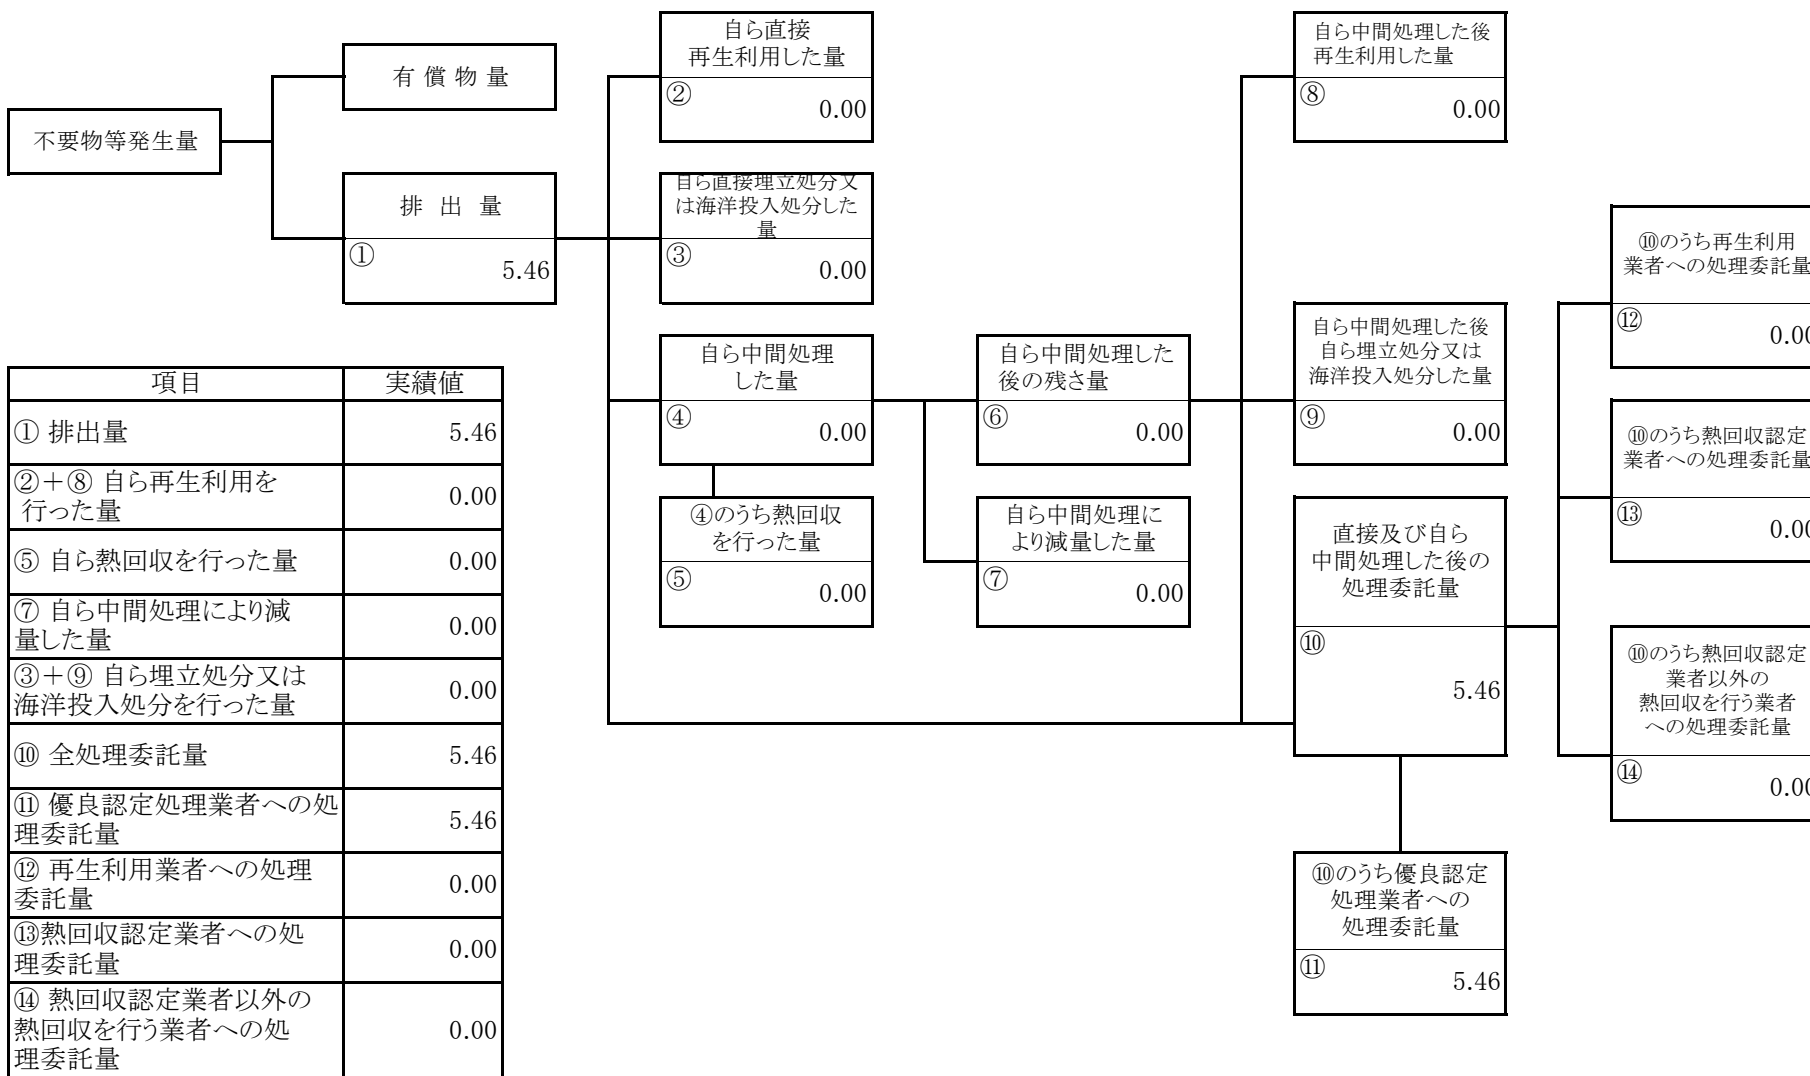 不要物等発生量
有 償 物 量
排 出 量
①
5.46
自ら直接
再生利用した量
②
0.00
自ら直接埋立処分又
は海洋投入処分した
量
③
0.00
自ら中間処理
した量
④
0.00
④のうち熱回収
を行った量
⑤
0.00
自ら中間処理した
後の残さ量
⑥
0.00
自ら中間処理に
より減量した量
⑦
0.00
自ら中間処理した後
再生利用した量
⑧
0.00
自ら中間処理した後
自ら埋立処分又は
海洋投入処分した量
⑨
0.00
直接及び自ら
中間処理した後の
処理委託量
⑩
5.46
⑩のうち優良認定
処理業者への
処理委託量
⑪
5.46
⑩のうち再生利用
業者への処理委託量
⑫
0.00
⑩のうち熱回収認定
業者への処理委託量
⑬
0.00
⑩のうち熱回収認定
業者以外の
熱回収を行う業者
への処理委託量
⑭
0.00
項目 実績値
① 排出量 5.46
②+⑧ 自ら再生利用を
行った量 0.00
⑤ 自ら熱回収を行った量 0.00
⑦ 自ら中間処理により減
量した量 0.00
③+⑨ 自ら埋立処分又は
海洋投入処分を行った量 0.00
⑩ 全処理委託量 5.46
⑪ 優良認定処理業者への処
理委託量 5.46
⑫ 再生利用業者への処理
委託量 0.00
⑬熱回収認定業者への処
理委託量 0.00
⑭ 熱回収認定業者以外の
熱回収を行う業者への処
理委託量 0.00